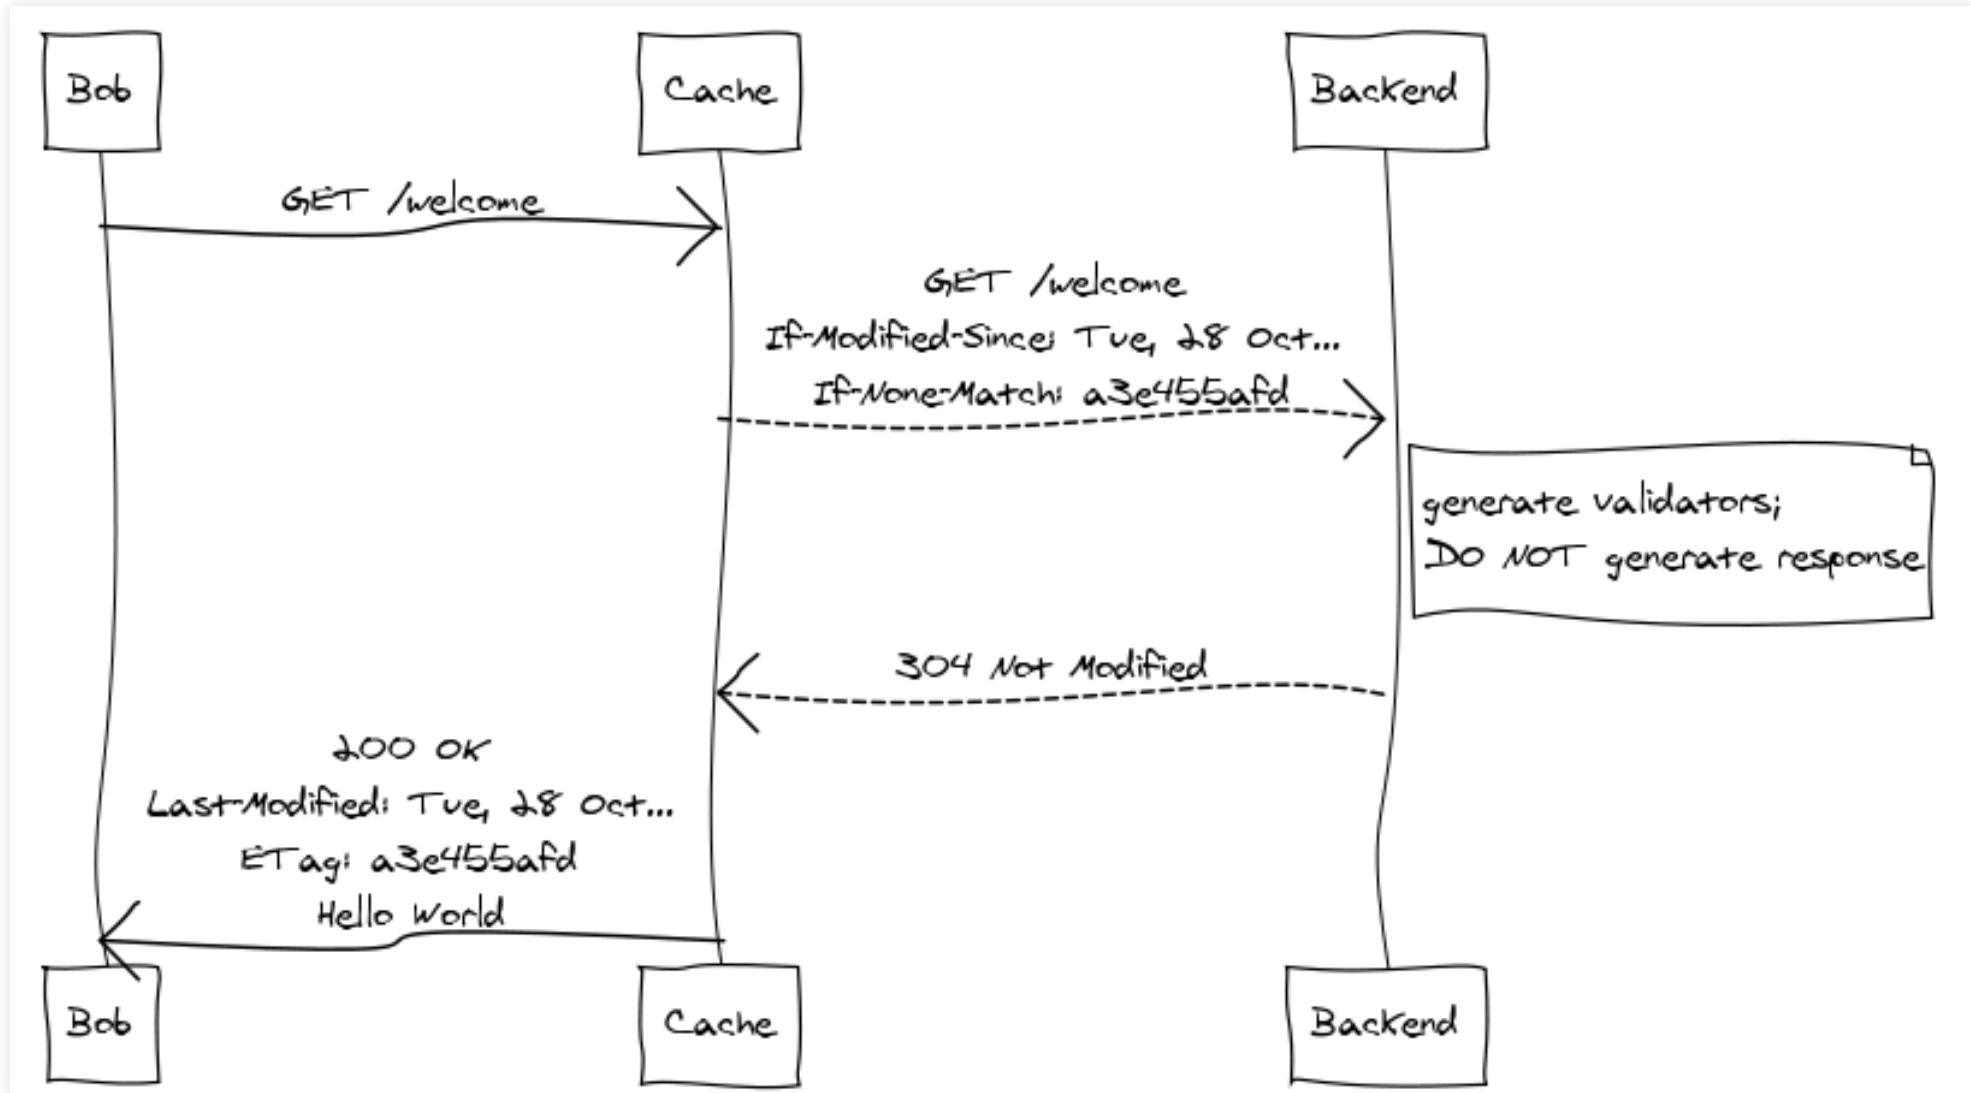 Bob
Cache
Backend
GET /welcome
GET /welcome
If-Modified-Since: Tue, 28 Oct...
If-None-Match: a3e455afd
generate validators;
DO NOT generate response
304 Not Modified
200 OK
Last-Modified: Tue, 28 Oct...
ETag: a3e455afd
Hello World
Bob
Cache
Backend